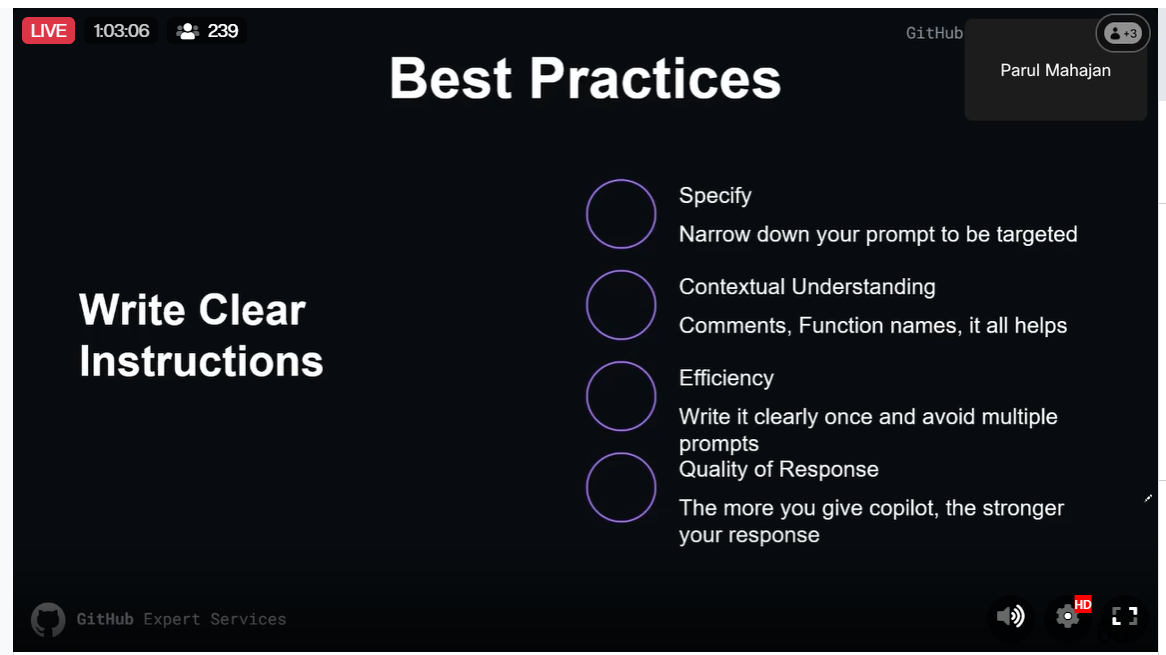 LIVE 1:03:06 239
GitHub
+3
Parul Mahajan
Best Practices
Write Clear
Instructions
Specify
Narrow down your prompt to be targeted
Contextual Understanding
Comments, Function names, it all helps
Efficiency
Write it clearly once and avoid multiple
prompts
Quality of Response
The more you give copilot, the stronger
your response
GitHub Expert Services
HD